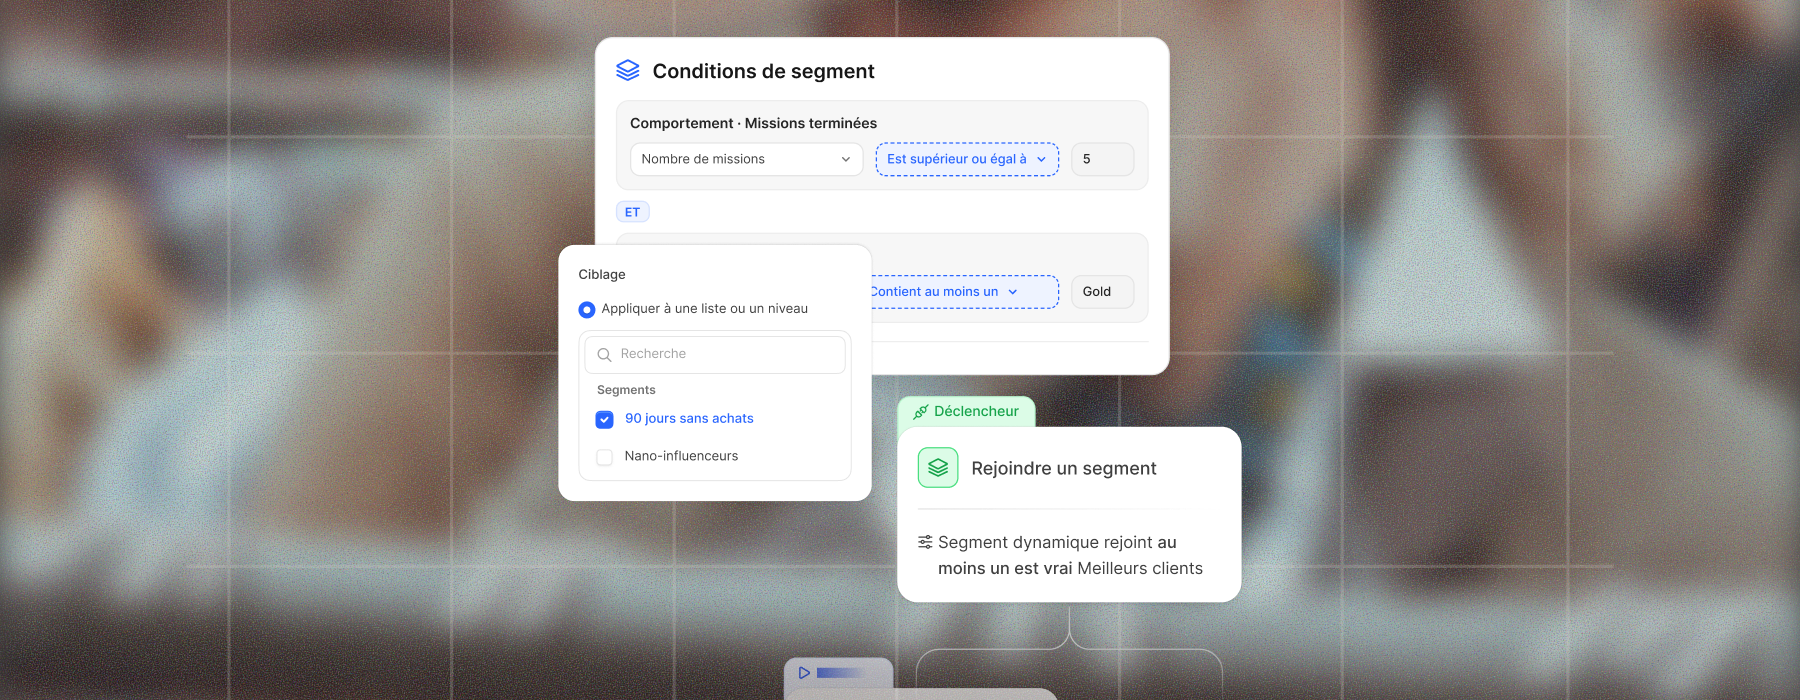 Conditions de segment
Comportement · Missions terminées
Nombre de missions
Est supérieur ou égal à
5
ET
Contient au moins un
Gold
Ciblage
Appliquer à une liste ou un niveau
Recherche
Segments
90 jours sans achats
Nano-influenceurs
Déclencheur
Rejoindre un segment
Segment dynamique rejoint au
moins un est vrai Meilleurs clients